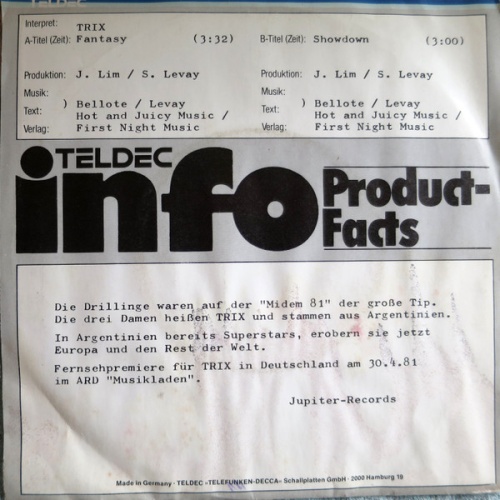 TELDEC
Interpret: TRIX
A-Titel (Zeit): Fantasy (3:32) B-Titel (Zeit): Showdown (3:00)
Produktion: J. Lim / S. Levay Produktion: J. Lim / S. Levay
Musik: Musik:
Text: ) Bellote / Levay Text: ) Bellote / Levay
Hot and Juicy Music / Hot and Juicy Music /
Verlag: First Night Music Verlag: First Night Music
TELDEC
info Product-
Facts
Die Drillinge waren auf der "Midem 81" der große Tip.
Die drei Damen heißen TRIX und stammen aus Argentinien.
In Argentinien bereits Superstars, erobern sie jetzt
Europa und den Rest der Welt.
Fernsehpremiere für TRIX in Deutschland am 30.4.81
im ARD "Musikladen".
Jupiter-Records
Made in Germany · TELDEC »TELEFUNKEN-DECCA« Schallplatten GmbH · 2000 Hamburg 19